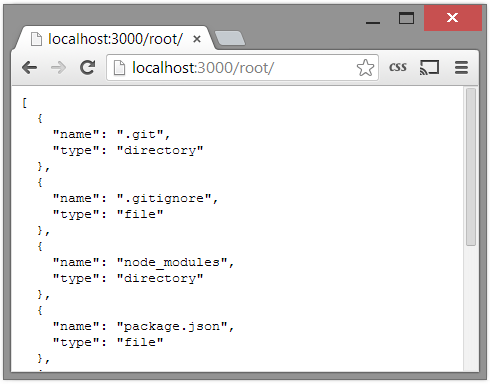 localhost:3000/root/
localhost:3000/root/ css
[
{
"name": ".git",
"type": "directory"
},
{
"name": ".gitignore",
"type": "file"
},
{
"name": "node_modules",
"type": "directory"
},
{
"name": "package.json",
"type": "file"
},